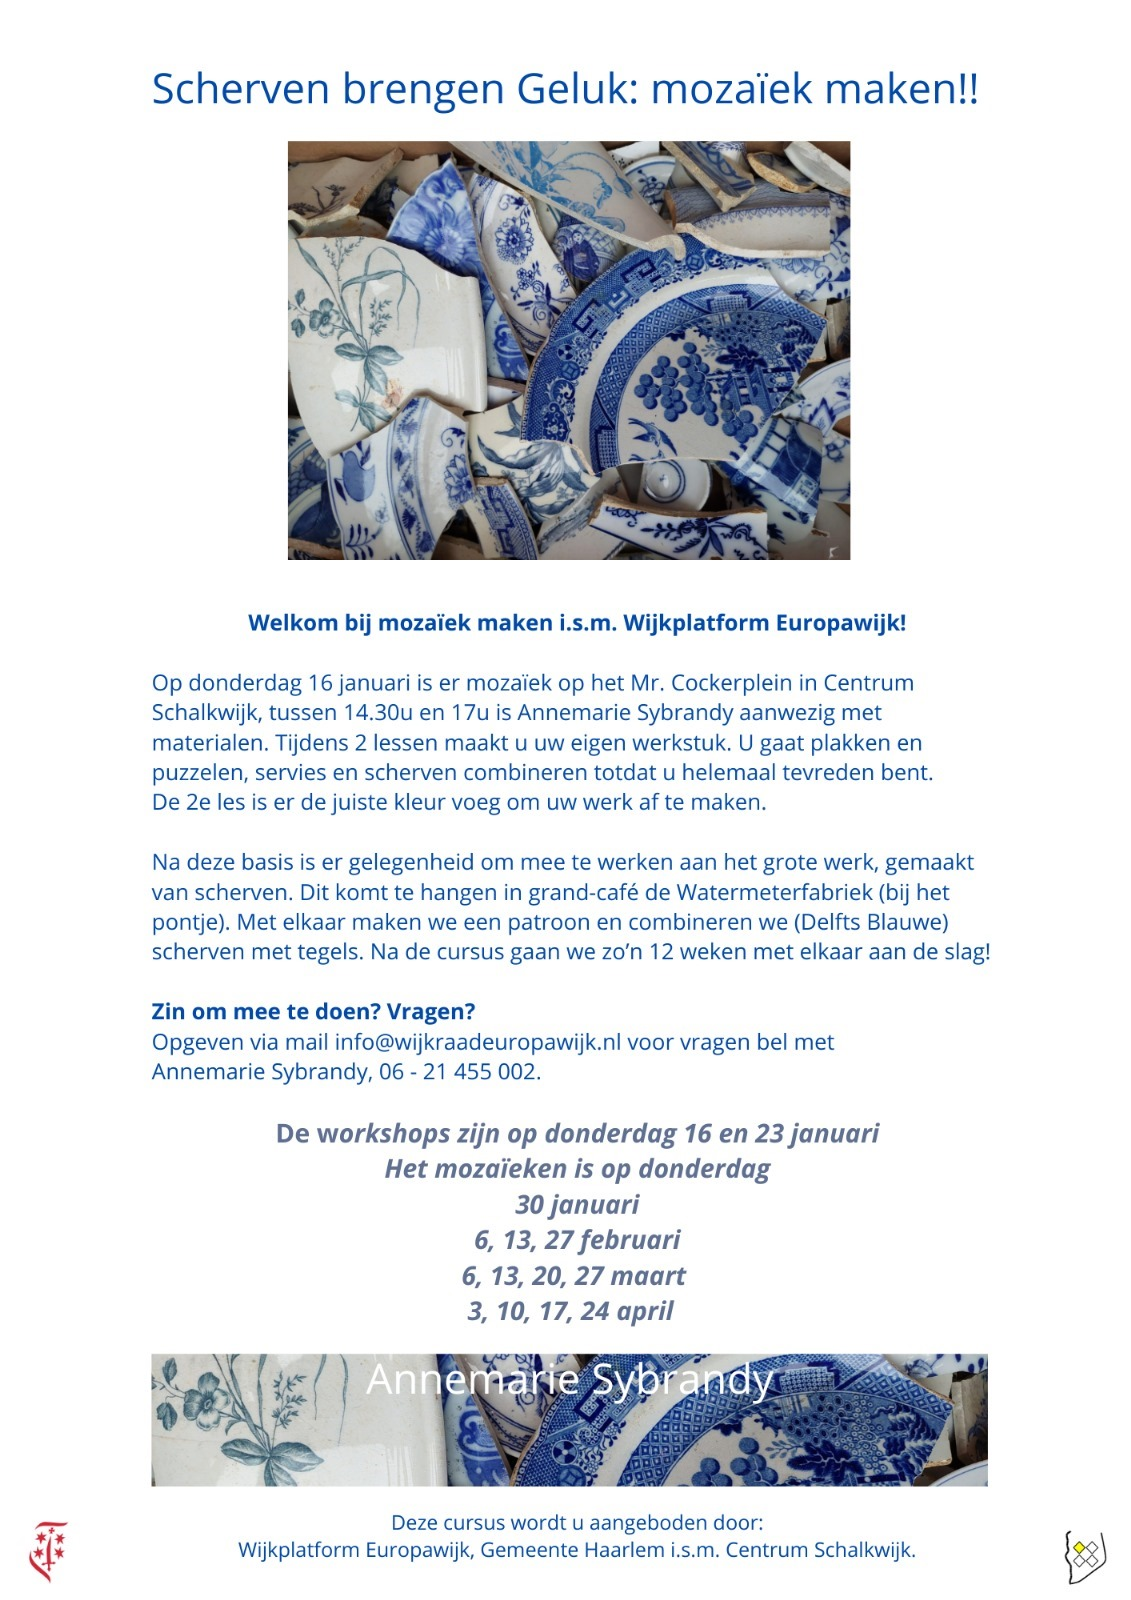 Scherven brengen Geluk: mozaïek maken!!
Welkom bij mozaïek maken i.s.m. Wijkplatform Europawijk!
Op donderdag 16 januari is er mozaïek op het Mr. Cockerplein in Centrum
Schalkwijk, tussen 14.30u en 17u is Annemarie Sybrandy aanwezig met
materialen. Tijdens 2 lessen maakt u uw eigen werkstuk. U gaat plakken en
puzzelen, servies en scherven combineren totdat u helemaal tevreden bent.
De 2e les is er de juiste kleur voeg om uw werk af te maken.
Na deze basis is er gelegenheid om mee te werken aan het grote werk, gemaakt
van scherven. Dit komt te hangen in grand-café de Watermeterfabriek (bij het
pontje). Met elkaar maken we een patroon en combineren we (Delfts Blauwe)
scherven met tegels. Na de cursus gaan we zo’n 12 weken met elkaar aan de slag!
Zin om mee te doen? Vragen?
Opgeven via mail info@wijkraadeuropawijk.nl voor vragen bel met
Annemarie Sybrandy, 06 - 21 455 002.
De workshops zijn op donderdag 16 en 23 januari
Het mozaïeken is op donderdag
30 januari
6, 13, 27 februari
6, 13, 20, 27 maart
3, 10, 17, 24 april
Annemarie Sybrandy
Deze cursus wordt u aangeboden door:
Wijkplatform Europawijk, Gemeente Haarlem i.s.m. Centrum Schalkwijk.